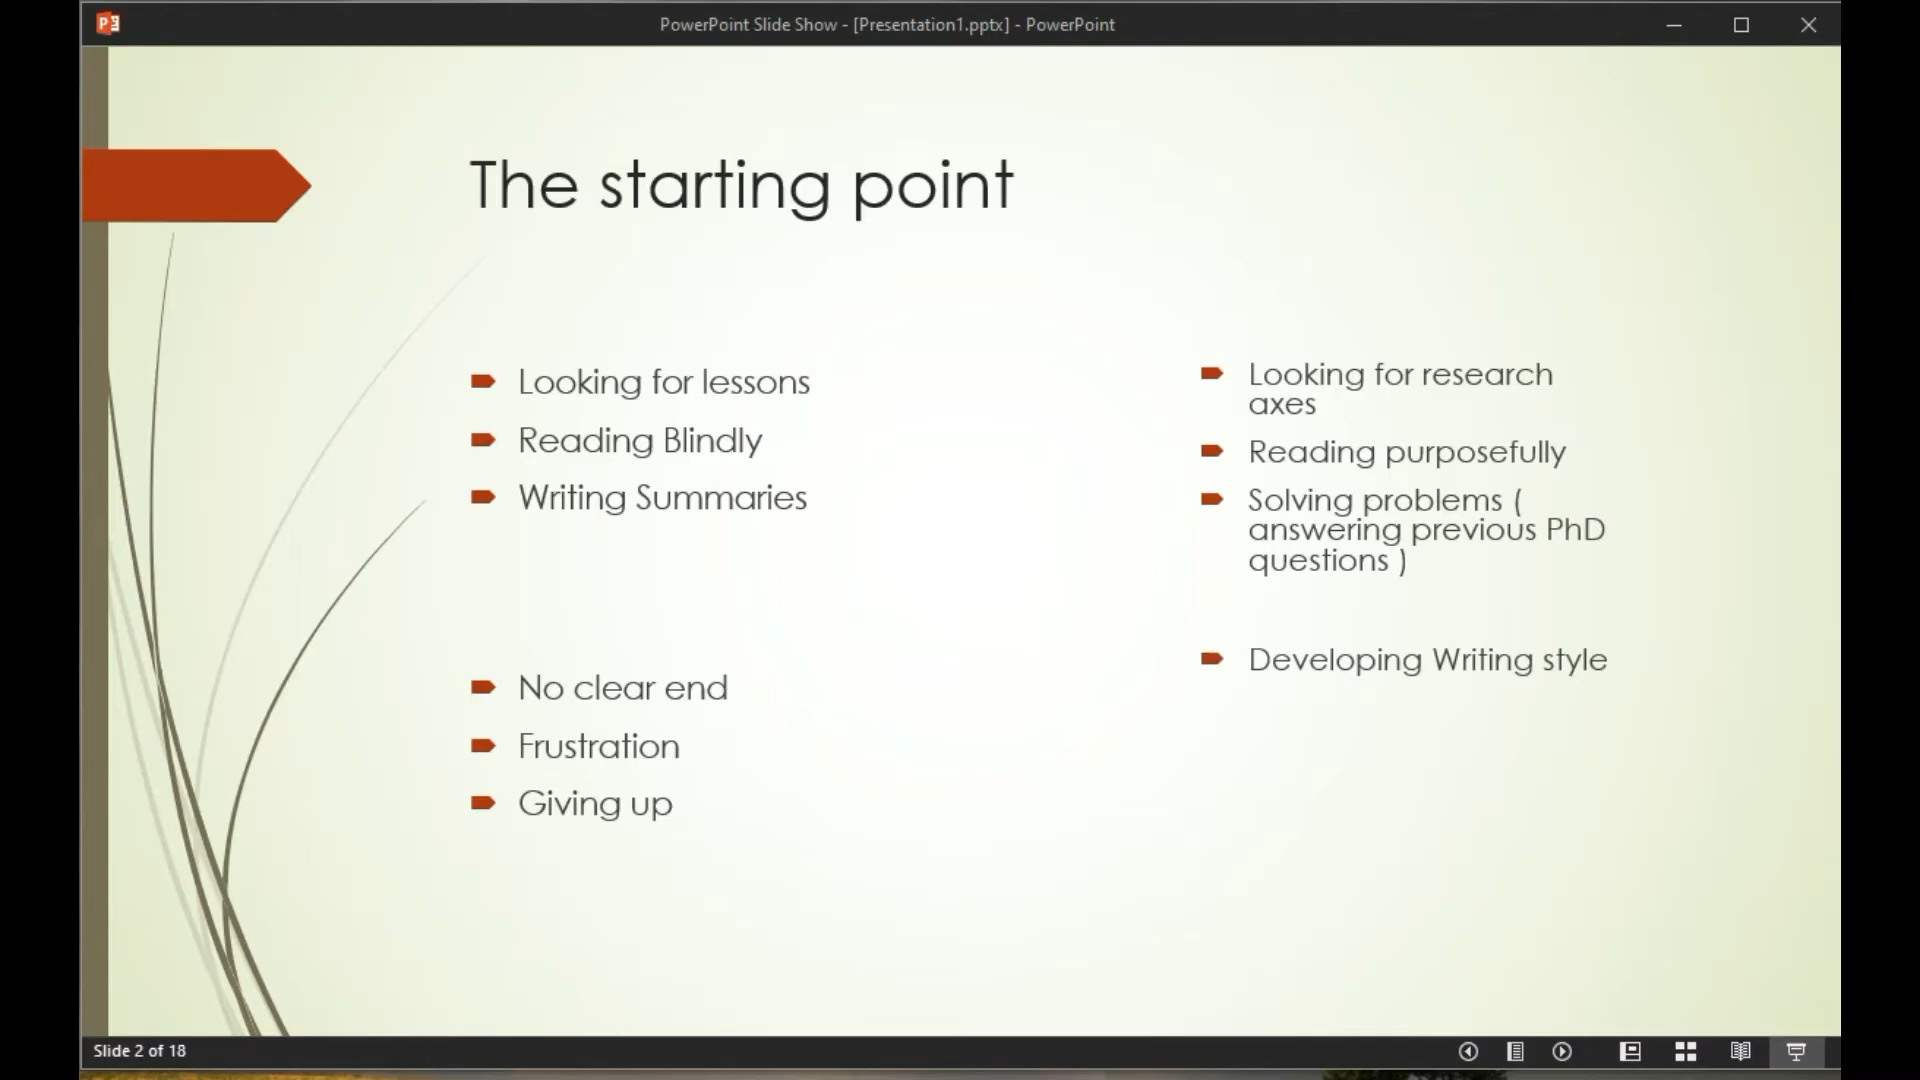 PowerPoint Slide Show - [Presentation1.pptx] - PowerPoint
The starting point
Looking for lessons
Reading Blindly
Writing Summaries
No clear end
Frustration
Giving up
Looking for research
axes
Reading purposefully
Solving problems (
answering previous PhD
questions )
Developing Writing style
Slide 2 of 18